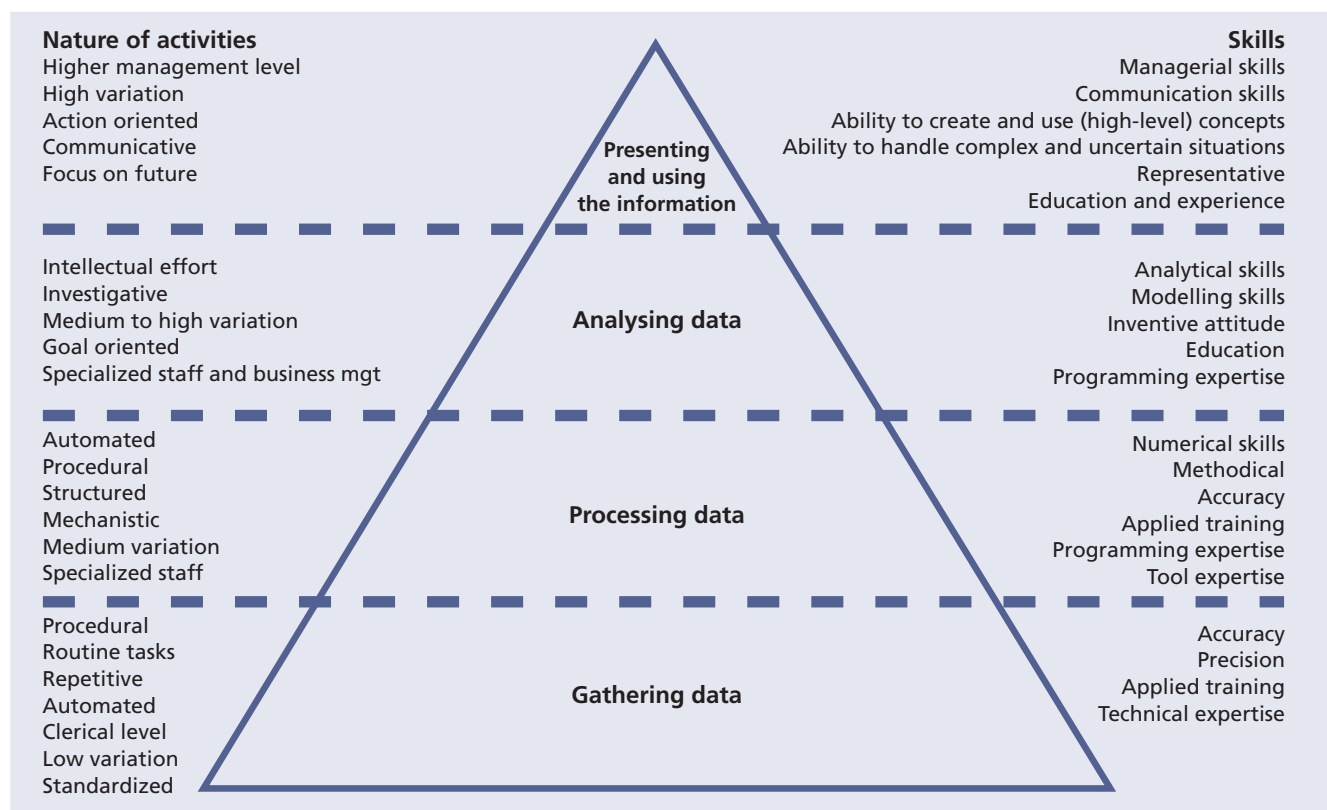 Nature of activities
Higher management level
High variation
Action oriented
Communicative
Focus on future
Presenting
and using
the information
Skills
Managerial skills
Communication skills
Ability to create and use (high-level) concepts
Ability to handle complex and uncertain situations
Representative
Education and experience
Intellectual effort
Investigative
Medium to high variation
Goal oriented
Specialized staff and business mgt
Analysing data
Analytical skills
Modelling skills
Inventive attitude
Education
Programming expertise
Automated
Procedural
Structured
Mechanistic
Medium variation
Specialized staff
Processing data
Numerical skills
Methodical
Accuracy
Applied training
Programming expertise
Tool expertise
Procedural
Routine tasks
Repetitive
Automated
Clerical level
Low variation
Standardized
Gathering data
Accuracy
Precision
Applied training
Technical expertise